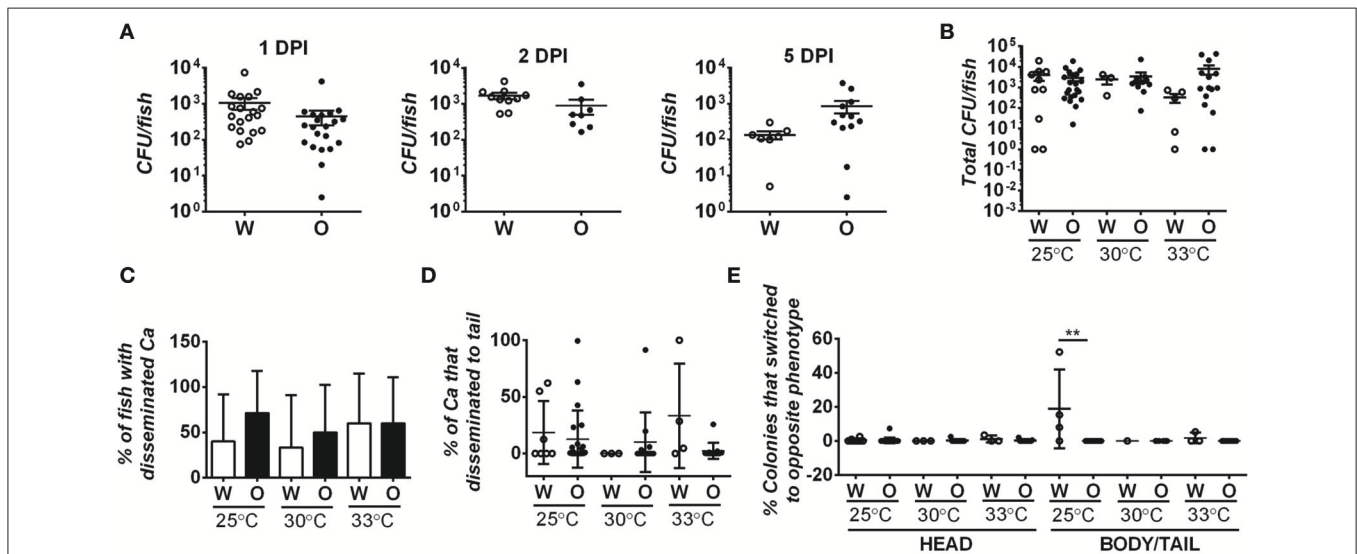 A
1 DPI
CFU/fish
10^4
10^3
10^2
10^1
10^0
W O
2 DPI
CFU/fish
10^4
10^3
10^2
10^1
10^0
W O
5 DPI
CFU/fish
10^4
10^3
10^2
10^1
10^0
W O
B
Total CFU/fish
10^5
10^4
10^3
10^2
10^1
10^0
10^-1
10^-2
10^-3
W O W O W O
25°C 30°C 33°C
C
% of fish with
disseminated Ca
150
100
50
0
W O W O W O
25°C 30°C 33°C
D
% of Ca that
disseminated to tail
100
50
0
W O W O W O
25°C 30°C 33°C
E
% Colonies that switched
to opposite phenotype
60
40
20
0
-20
**
W O W O W O W O W O W O
25°C 30°C 33°C 25°C 30°C 33°C
HEAD BODY/TAIL